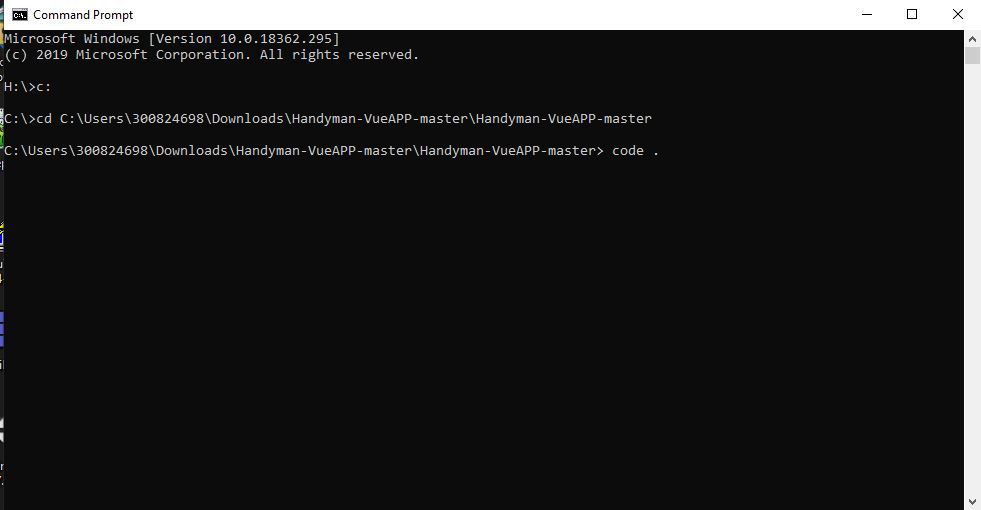 Command Prompt
Microsoft Windows [Version 10.0.18362.295]
(c) 2019 Microsoft Corporation. All rights reserved.
H:\>c:
C:\>cd C:\Users\300824698\Downloads\Handyman-VueAPP-master\Handyman-VueAPP-master
C:\Users\300824698\Downloads\Handyman-VueAPP-master\Handyman-VueAPP-master> code .